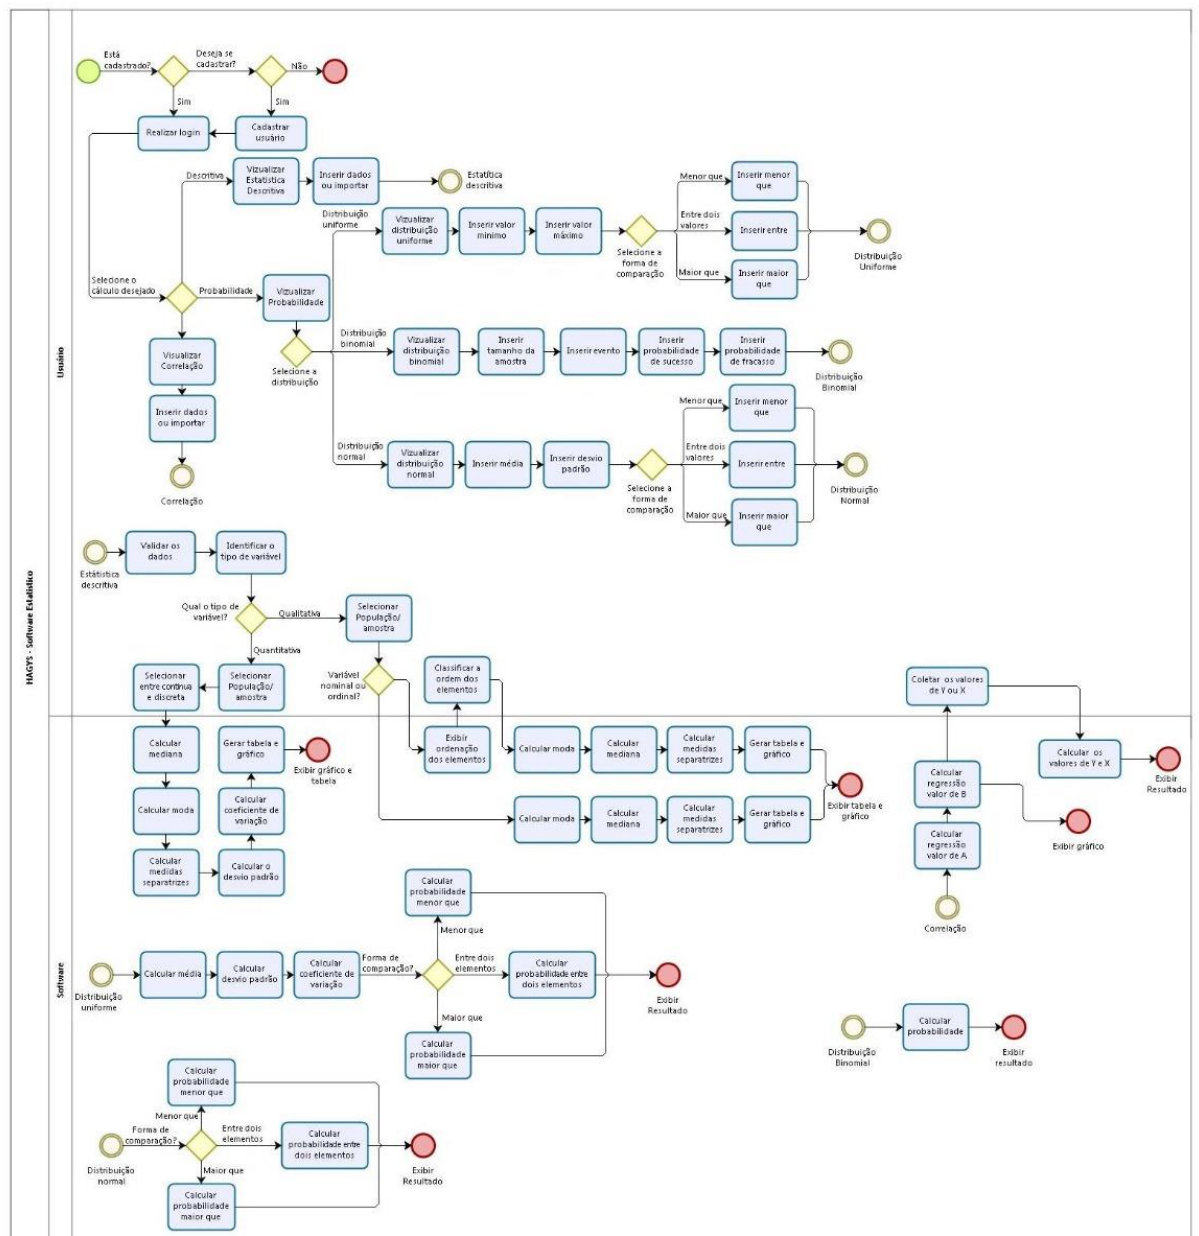 HAGYS - Software Estatístico
Usuário
Software
Está
cadastrado?
Deseja se
cadastrar?
Não
Sim
Sim
Realizar login
Cadastrar
usuário
Descritiva
Vizualizar
Estatistica
Descritiva
Inserir dados
ou importar
Estatítica
descritiva
Distribuição
uniforme
Vizualizar
distribuição
uniforme
Inserir valor
minimo
Inserir valor
máximo
Selecione a
forma de
comparação
Menor que
Inserir menor
que
Entre dois
valores
Inserir entre
Maior que
Inserir maior
que
Distribuição
Uniforme
Selecione o
cálculo desejado
Probabilidade
Vizualizar
Probabilidade
Selecione a
distribuição
Distribuição
binomial
Vizualizar
distribuição
binomial
Inserir
tamanho da
amostra
Inserir evento
Inserir
probabilidade
de sucesso
Inserir
probabilidade
de fracasso
Distribuição
Binomial
Visualizar
Correlação
Inserir dados
ou importar
Correlação
Distribuição
normal
Vizualizar
distribuição
normal
Inserir média
Inserir desvio
padrão
Selecione a
forma de
comparação
Menor que
Inserir menor
que
Entre dois
valores
Inserir entre
Maior que
Inserir maior
que
Distribuição
Normal
Estátistica
descritiva
Validar os
dados
Identificar o
tipo de variável
Qual o tipo de
variável?
Qualitativa
Selecionar
População/
amostra
Quantitativa
Selecionar
População/
amostra
Selecionar
entre continua
e discreta
Variável
nominal ou
ordinal?
Classificar a
ordem dos
elementos
Exibir
ordenação
dos elementos
Calcular moda
Calcular
mediana
Calcular
medidas
separatrizes
Gerar tabela e
gráfico
Calcular moda
Calcular
mediana
Calcular
medidas
separatrizes
Gerar tabela e
gráfico
Exibir tabela e
gráfico
Calcular
mediana
Calcular moda
Calcular
medidas
separatrizes
Calcular o
desvio padrão
Calcular
coeficiente de
variação
Gerar tabela e
gráfico
Exibir gráfico e
tabela
Coletar os valores
de Y ou X
Calcular os
valores de Y e X
Exibir
Resultado
Calcular
regressão
valor de B
Exibir gráfico
Calcular
regressão
valor de A
Correlação
Distribuição
uniforme
Calcular média
Calcular
desvio padrão
Calcular
coeficiente de
variação
Forma de
comparação?
Menor que
Calcular
probabilidade
menor que
Entre dois
elementos
Calcular
probabilidade entre
dois elementos
Maior que
Calcular
probabilidade
maior que
Exibir
Resultado
Distribuição
Binomial
Calcular
probabilidade
Exibir
resultado
Distribuição
normal
Forma de
comparação?
Menor que
Calcular
probabilidade
menor que
Entre dois
elementos
Calcular
probabilidade entre
dois elementos
Maior que
Calcular
probabilidade
maior que
Exibir
Resultado